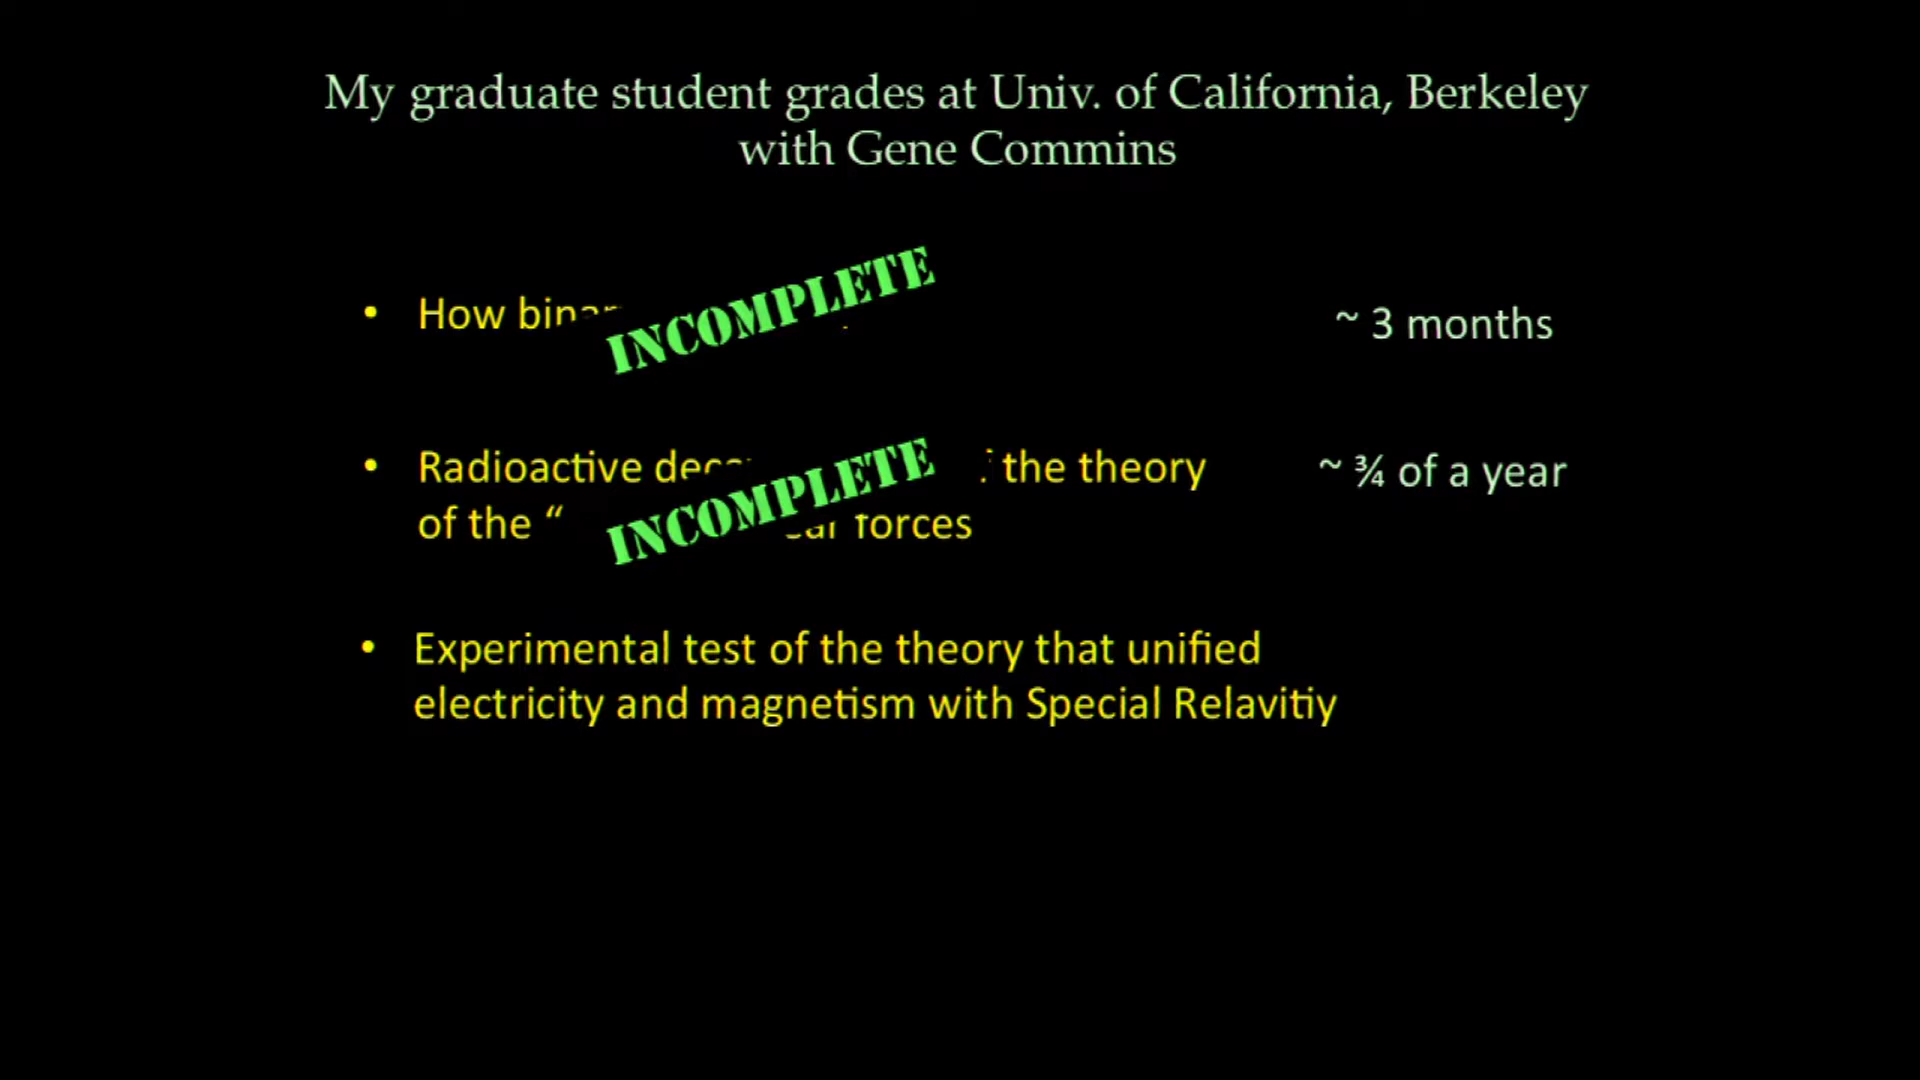 My graduate student grades at Univ. of California, Berkeley
with Gene Commins
• How
INCOMPLETE
~ 3 months
• Radioactive the theory
~ ¾ of a year
of the “ forces
INCOMPLETE
• Experimental test of the theory that unified
electricity and magnetism with Special Relavitiy